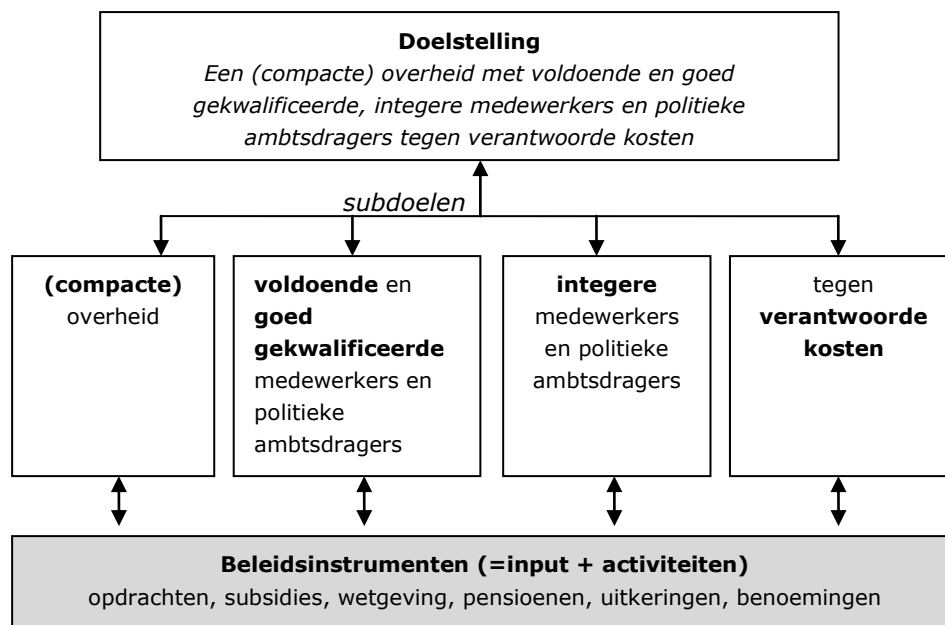 Doelstelling
Een (compacte) overheid met voldoende en goed
gekwalificeerde, integere medewerkers en politieke
ambtsdragers tegen verantwoorde kosten
subdoelen
(compacte)
overheid
voldoende en
goed
gekwalificeerde
medewerkers en
politieke
ambtsdragers
integere
medewerkers
en politieke
ambtsdragers
tegen
verantwoorde
kosten
Beleidsinstrumenten (=input + activiteiten)
opdrachten, subsidies, wetgeving, pensioenen, uitkeringen, benoemingen